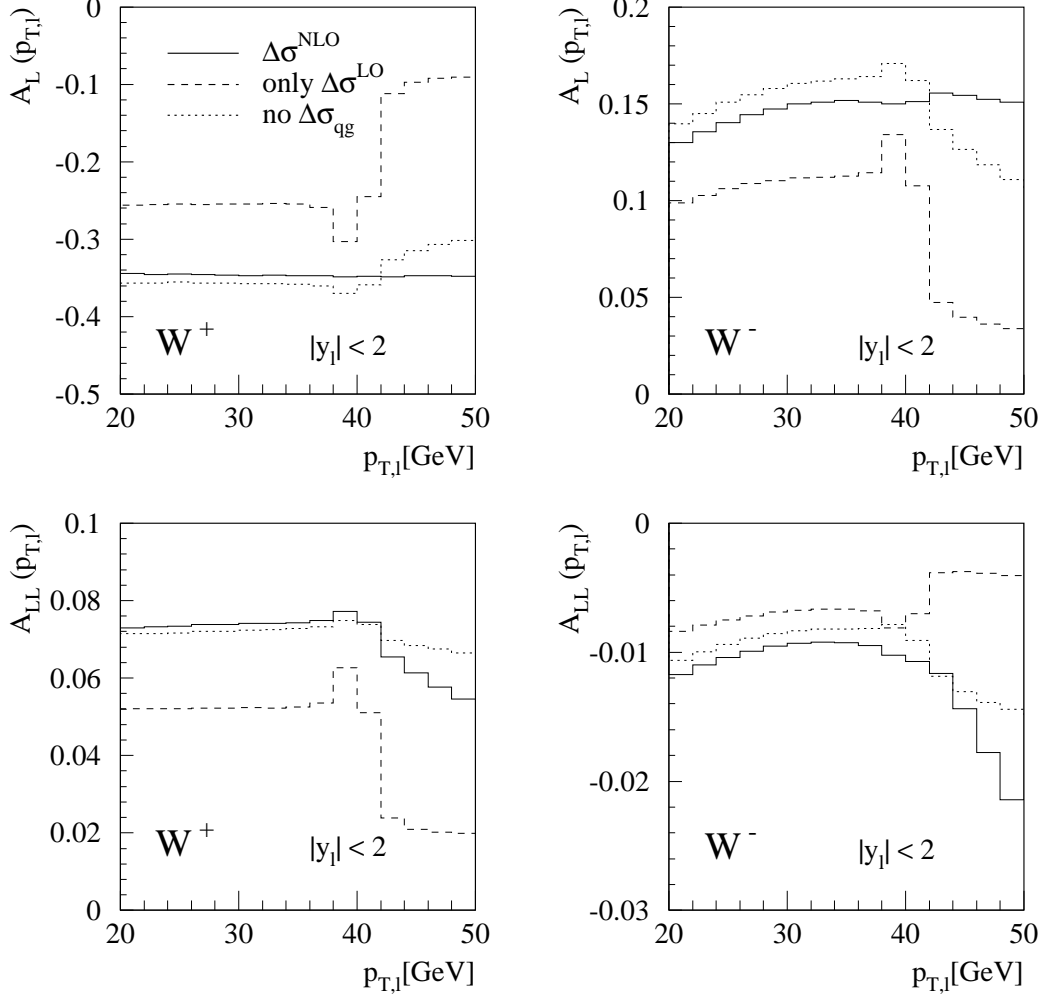 A_L (p_T,l)
0
-0.1
-0.2
-0.3
-0.4
-0.5
Δσ^NLO
only Δσ^LO
no Δσ_qg
W^+
|y_l| < 2
20 30 40 50
p_T,l[GeV]
A_L (p_T,l)
0.2
0.15
0.1
0.05
0
W^-
|y_l| < 2
20 30 40 50
p_T,l[GeV]
A_LL (p_T,l)
0.1
0.08
0.06
0.04
0.02
0
W^+
|y_l| < 2
20 30 40 50
p_T,l[GeV]
A_LL (p_T,l)
0
-0.01
-0.02
-0.03
W^-
|y_l| < 2
20 30 40 50
p_T,l[GeV]